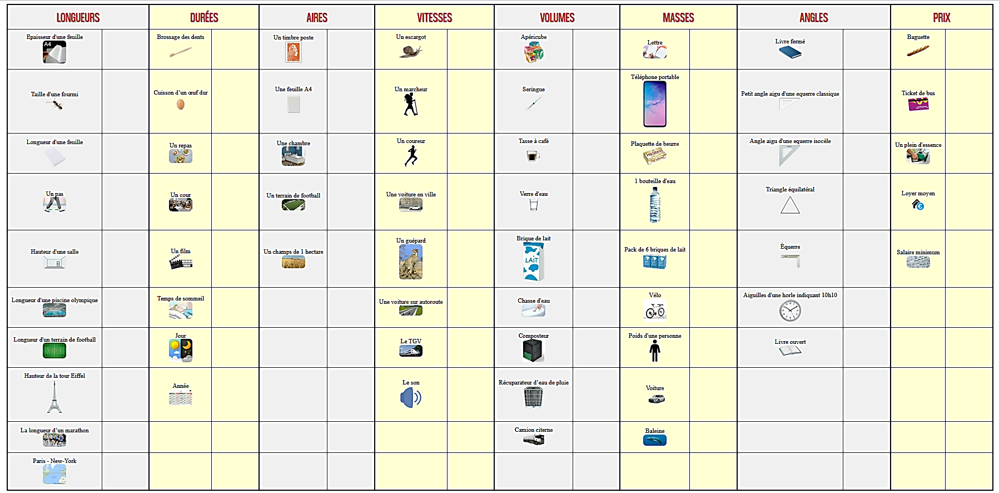 LONGUEURS DURÉES AIRES VITESSES VOLUMES MASSES ANGLES PRIX
Epaisseur d'une feuille Brossage des dents Un timbre poste Un escargot Apéricube Lettre Livre fermé Baguette
A4
Taille d'une fourmi Cuisson d'un œuf dur Une feuille A4 Un marcheur Seringue Téléphone portable Petit angle aigu d'une equerre classique Ticket de bus
Longueur d'une feuille Un repas Une chambre Un coureur Tasse à café Plaquette de beurre Angle aigu d'une equerre isocèle Un plein d'essence
PRESIDENT
Un pas Un cour Un terrain de football Une voiture en ville Verre d'eau 1 bouteille d'eau Triangle équilatéral Loyer moyen
Hauteur d'une salle Un film Un champs de 1 hectare Un guépard Brique de lait Pack de 6 briques de lait Équerre Salaire minimum
LAIT
Longueur d'une piscine olympique Temps de sommeil Une voiture sur autoroute Chasse d'eau Vélo Aiguilles d'une horle indiquant 10h10
Longueur d'un terrain de football Jour Le TGV Composteur Poids d'une personne Livre ouvert
Hauteur de la tour Eiffel Année Le son Récuparateur d'eau de pluie Voiture
La longueur d'un marathon Camion citerne Baleine
Paris - New-York